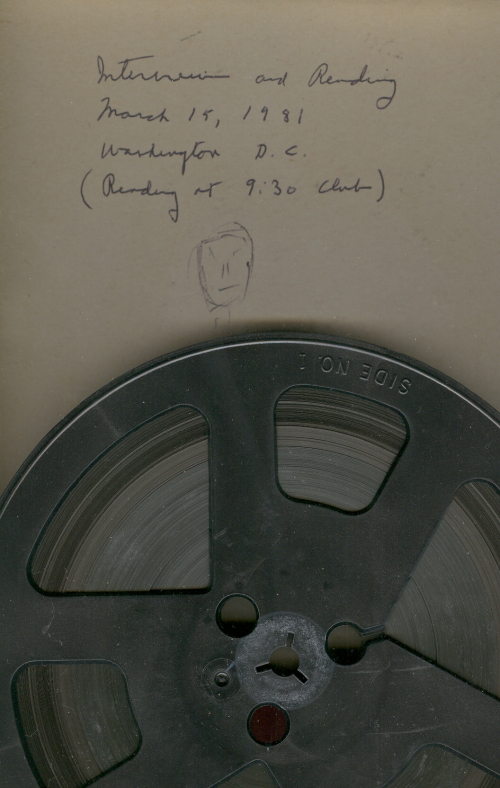 Interview and Reading
March 15, 1981
Washington D.C.
(Reading at 9:30 Club)
SIDE NO. 1